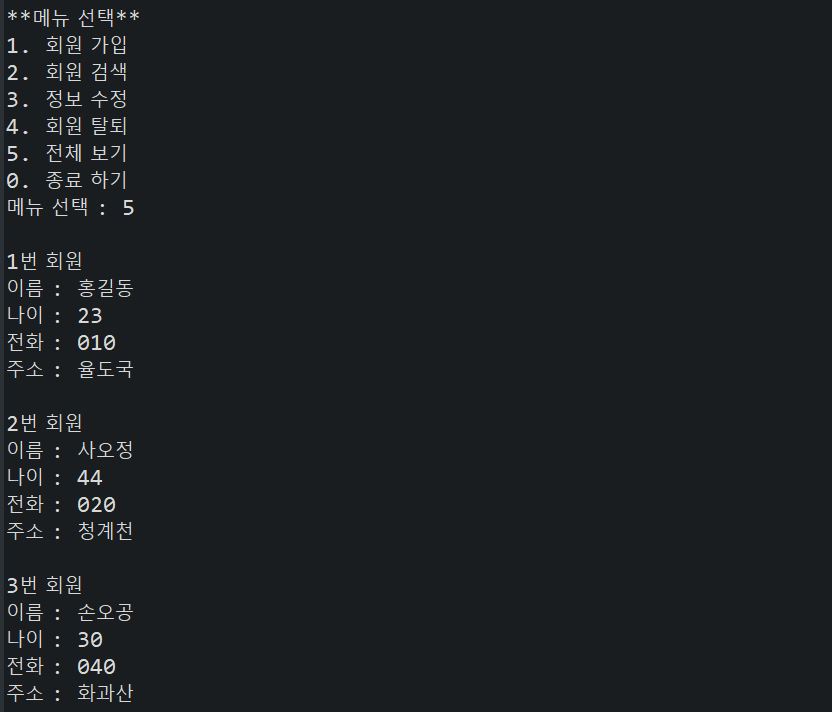 **메뉴 선택**
1. 회원 가입
2. 회원 검색
3. 정보 수정
4. 회원 탈퇴
5. 전체 보기
0. 종료 하기
메뉴 선택 : 5
1번 회원
이름 : 홍길동
나이 : 23
전화 : 010
주소 : 율도국
2번 회원
이름 : 사오정
나이 : 44
전화 : 020
주소 : 청계천
3번 회원
이름 : 손오공
나이 : 30
전화 : 040
주소 : 화과산